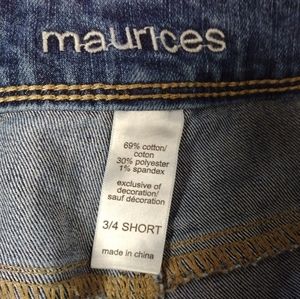 maurices
69% cotton/
coton
30% polyester
1% spandex
exclusive of
decoration/
sauf décoration
3/4 SHORT
made in china